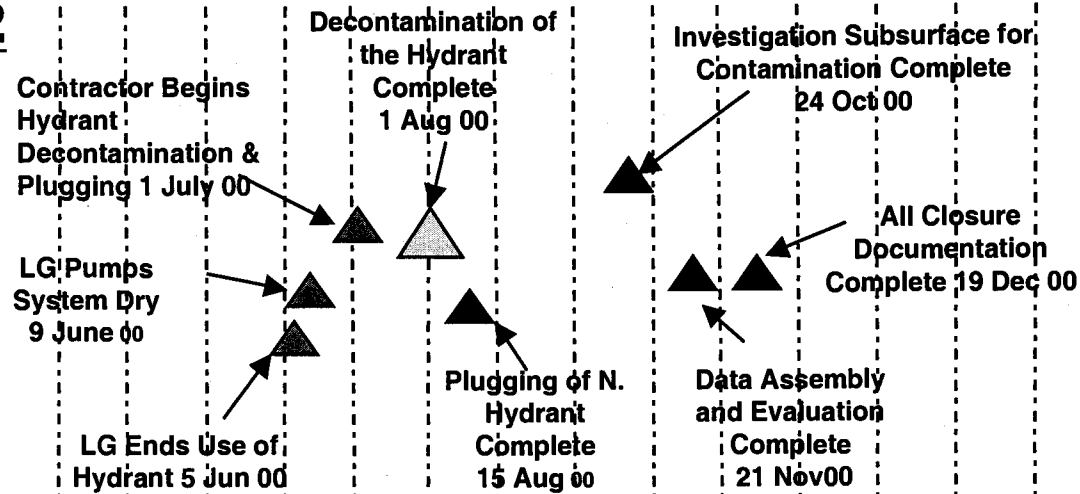 2
Decontamination of
the Hydrant
Complete
1 Aug 00
Investigation Subsurface for
Contamination Complete
24 Oct 00
Contractor Begins
Hydrant
Decontamination &
Plugging 1 July 00
All Closure
Documentation
Complete 19 Dec 00
LG Pumps
System Dry
9 June 00
Plugging of N.
Hydrant
Complete
15 Aug 00
Data Assembly
and Evaluation
Complete
21 Nov00
LG Ends Use of
Hydrant 5 Jun 00